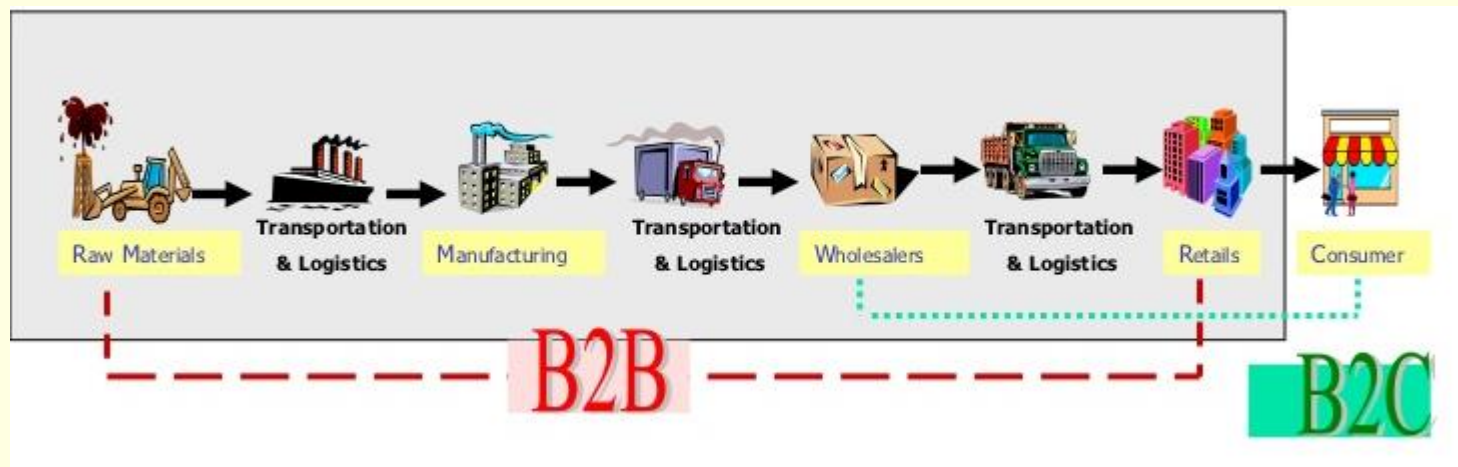 Raw Materials
Transportation
& Logistics
Manufacturing
Transportation
& Logistics
Wholesalers
Transportation
& Logistics
Retails
Consumer
B2B
B2C